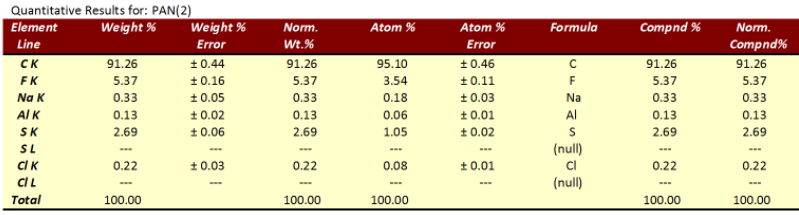 Quantitative Results for: PAN(2)
Element Line Weight % Weight % Error Norm. Wt.% Atom % Atom % Error Formula Compnd % Norm. Compnd%
C K 91.26 ± 0.44 91.26 95.10 ± 0.46 C 91.26 91.26
F K 5.37 ± 0.16 5.37 3.54 ± 0.11 F 5.37 5.37
Na K 0.33 ± 0.05 0.33 0.18 ± 0.03 Na 0.33 0.33
Al K 0.13 ± 0.02 0.13 0.06 ± 0.01 Al 0.13 0.13
S K 2.69 ± 0.06 2.69 1.05 ± 0.02 S 2.69 2.69
S L --- --- --- --- --- (null) --- ---
Cl K 0.22 ± 0.03 0.22 0.08 ± 0.01 Cl 0.22 0.22
Cl L --- --- --- --- --- (null) --- ---
Total 100.00 100.00 100.00 100.00 100.00